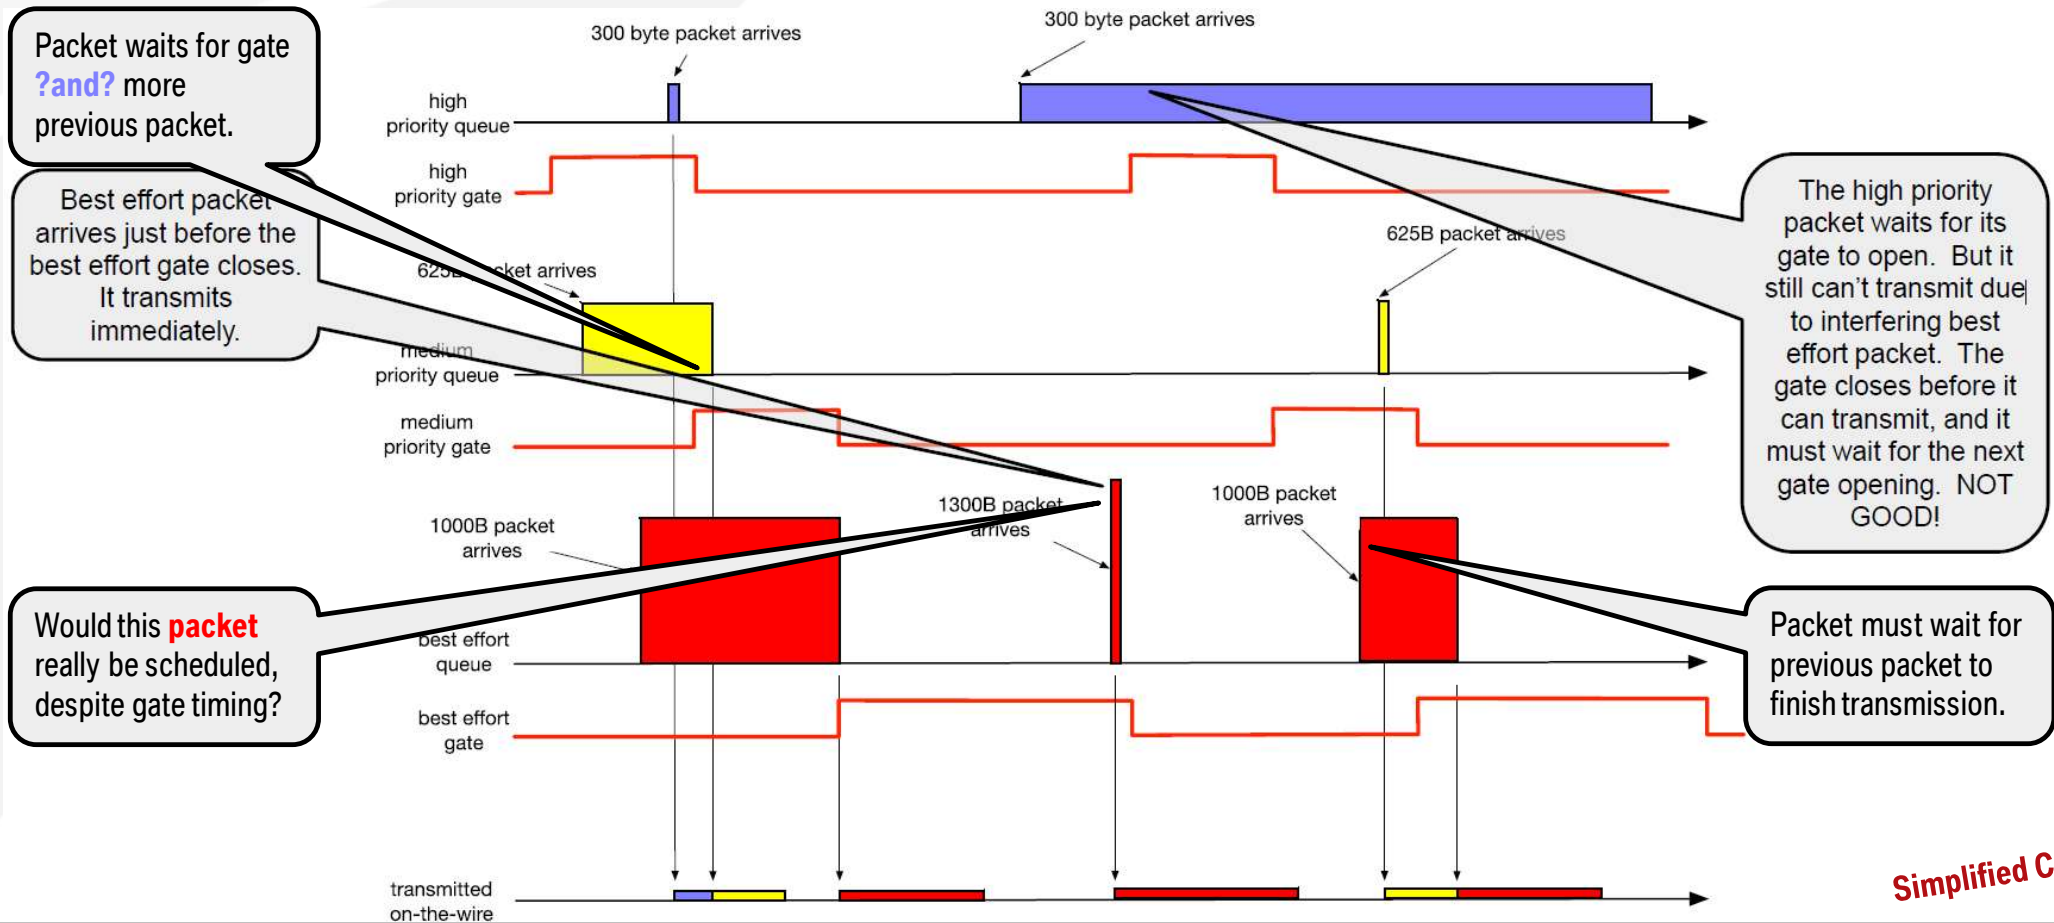 Packet waits for gate
?and? more
previous packet.
Best effort packet
arrives just before the
best effort gate closes.
It transmits
immediately.
Would this packet
really be scheduled,
despite gate timing?
300 byte packet arrives
300 byte packet arrives
high
priority queue
high
priority gate
625B packet arrives
625B packet arrives
medium
priority queue
medium
priority gate
1000B packet
arrives
1300B packet
arrives
1000B packet
arrives
best effort
queue
best effort
gate
transmitted
on-the-wire
The high priority
packet waits for its
gate to open. But it
still can't transmit due
to interfering best
effort packet. The
gate closes before it
can transmit, and it
must wait for the next
gate opening. NOT
GOOD!
Packet must wait for
previous packet to
finish transmission.
Simplified C